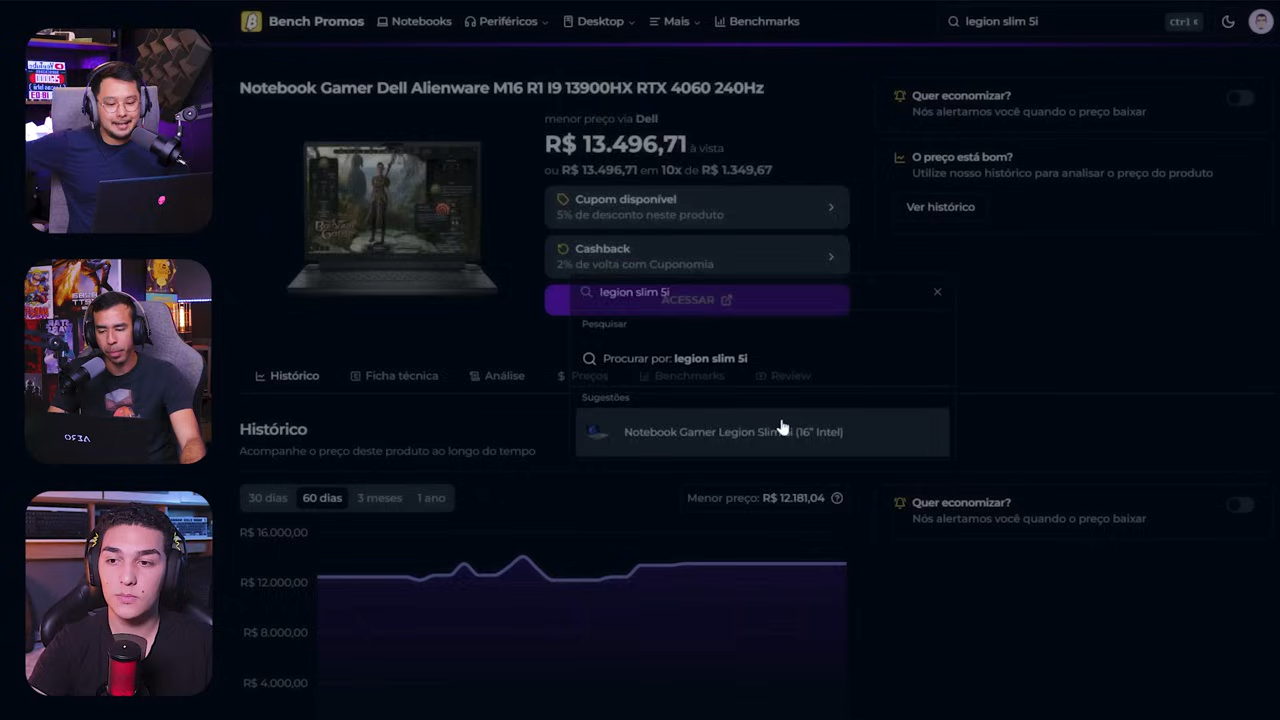 Bench Promos
Notebooks
Periféricos
Desktop
Mais
Benchmarks
legion slim 5i
Ctrl K
Notebook Gamer Dell Alienware M16 R1 I9 13900HX RTX 4060 240Hz
menor preço via Dell
R$ 13.496,71 à vista
ou R$ 13.496,71 em 10x de R$ 1.349,67
Cupom disponível
5% de desconto neste produto
Cashback
2% de volta com Cuponomia
ACESSAR
legion slim 5i
Pesquisar
Procurar por: legion slim 5i
Sugestões
Notebook Gamer Legion Slim 5i (16" Intel)
Quer economizar?
Nós alertamos você quando o preço baixar
O preço está bom?
Utilize nosso histórico para analisar o preço do produto
Ver histórico
Histórico
Ficha técnica
Análise
Preços
Benchmarks
Review
Histórico
Acompanhe o preço deste produto ao longo do tempo
30 dias
60 dias
3 meses
1 ano
Menor preço: R$ 12.181,04
Quer economizar?
Nós alertamos você quando o preço baixar
R$ 16.000,00
R$ 12.000,00
R$ 8.000,00
R$ 4.000,00
AERO